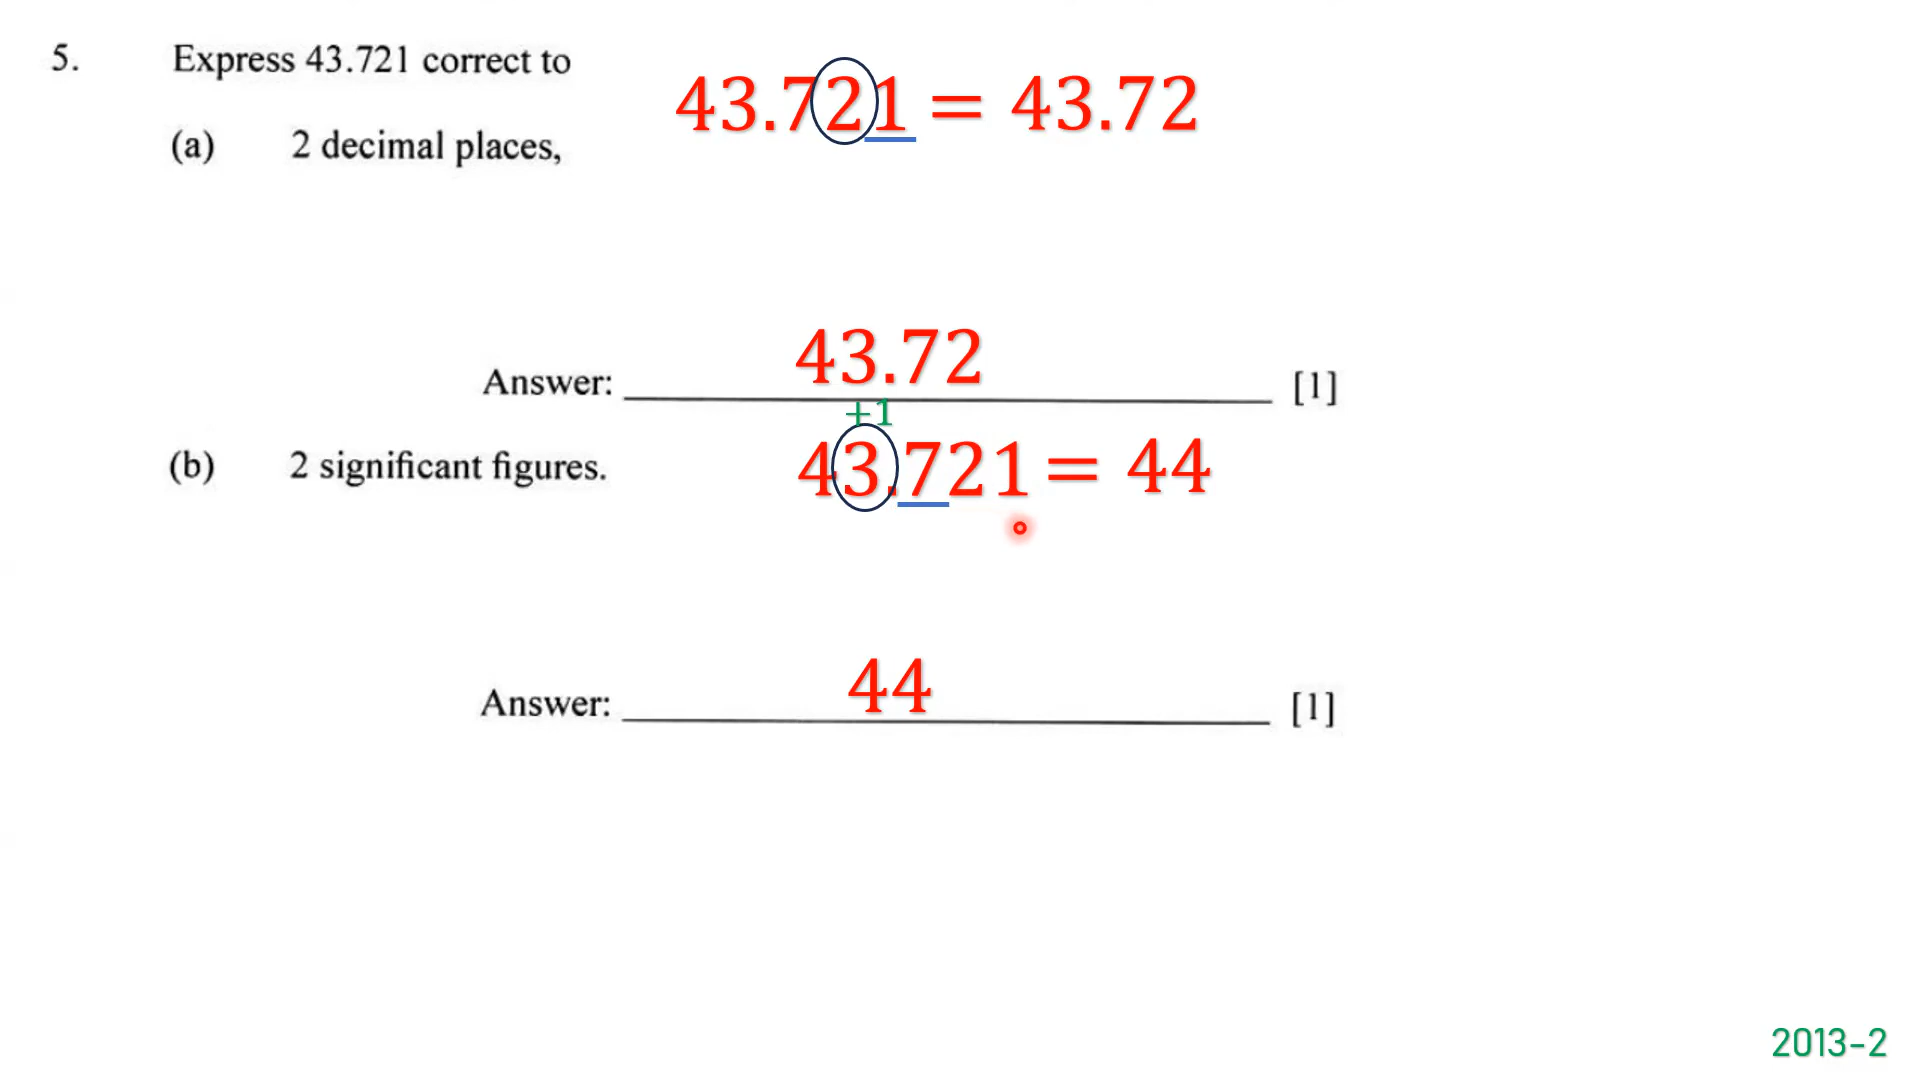 5. Express 43.721 correct to
43.721 = 43.72
(a) 2 decimal places,
43.72
Answer: [1]
+1
(b) 2 significant figures. 43.721 = 44
44
Answer: [1]
2013-2